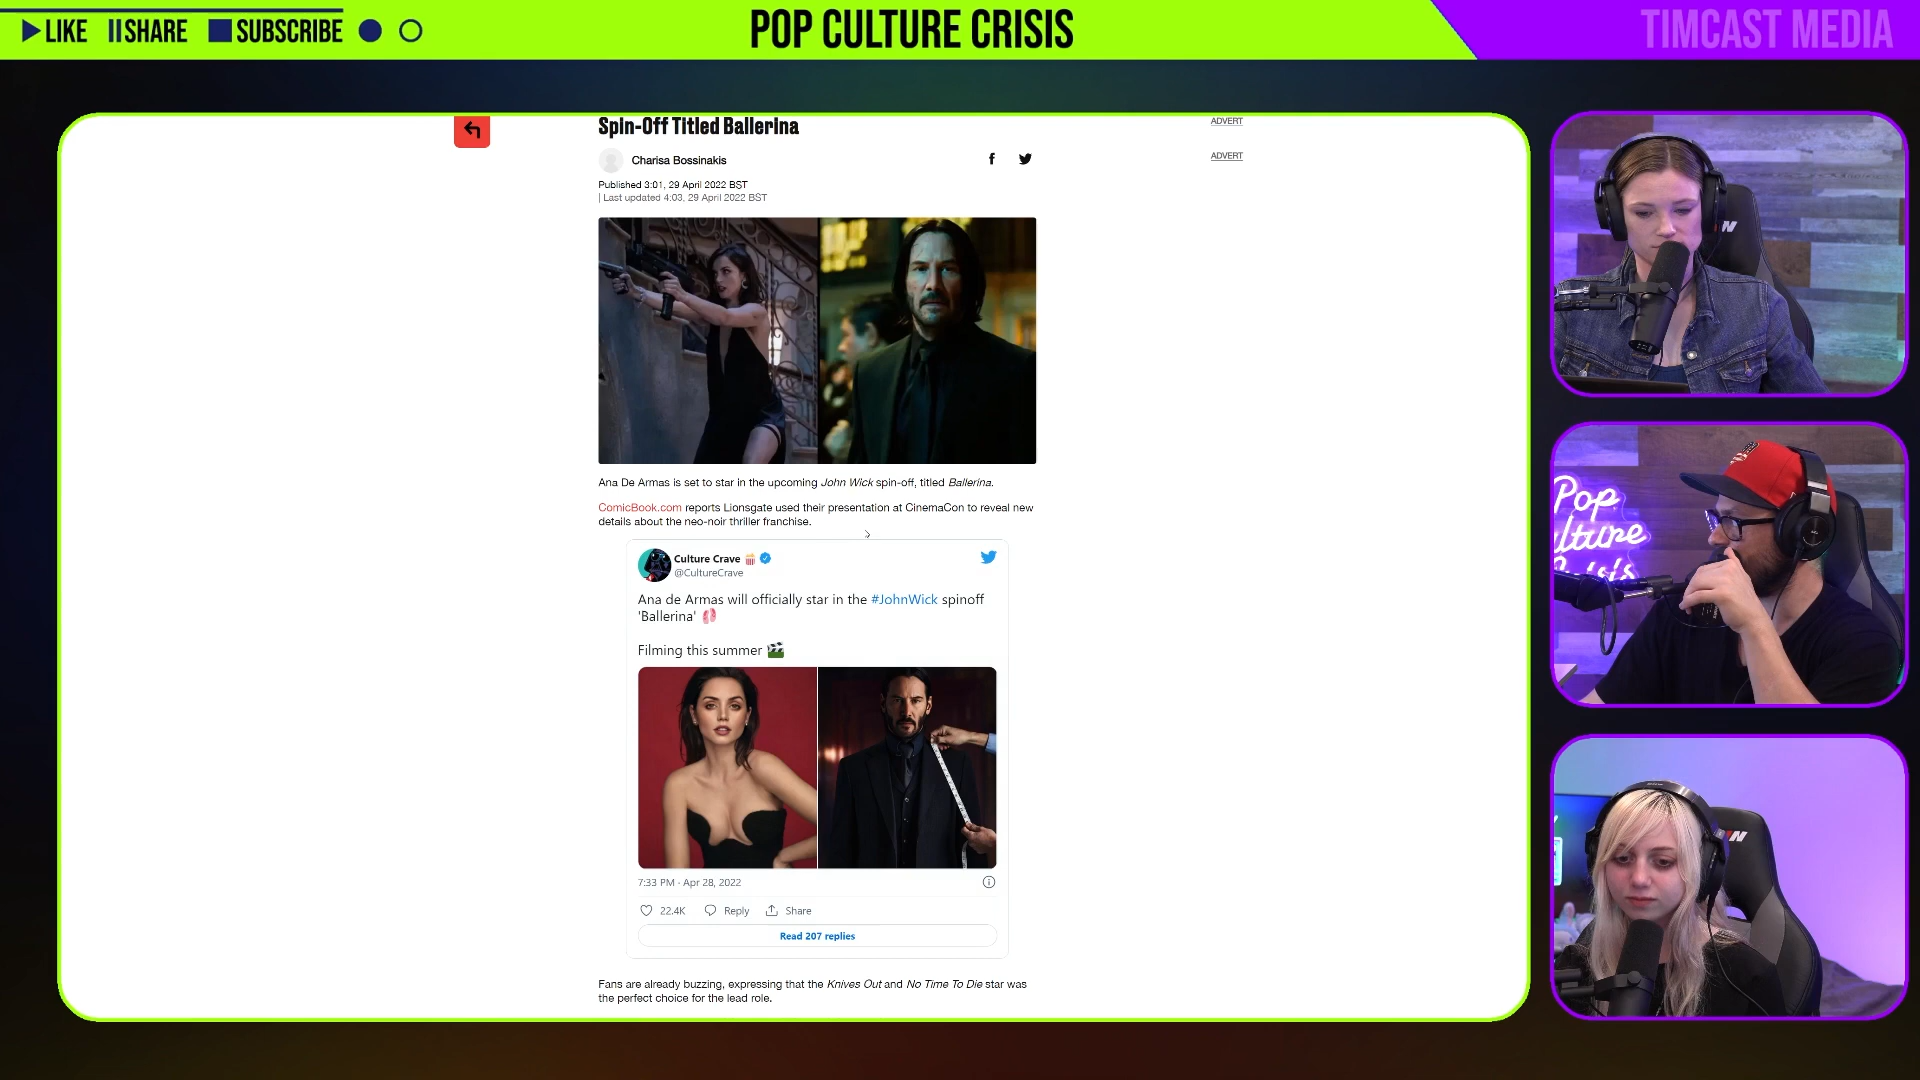 LIKE SHARE SUBSCRIBE
POP CULTURE CRISIS
TIMCAST MEDIA
Spin-Off Titled Ballerina
ADVERT
Charisa Bossinakis
ADVERT
Published 3:01, 29 April 2022 BST
| Last updated 4:03, 29 April 2022 BST
Ana De Armas is set to star in the upcoming John Wick spin-off, titled Ballerina.
ComicBook.com reports Lionsgate used their presentation at CinemaCon to reveal new
details about the neo-noir thriller franchise.
Culture Crave
@CultureCrave
Ana de Armas will officially star in the #JohnWick spinoff
'Ballerina'
Filming this summer
7:33 PM · Apr 28, 2022
22.4K Reply Share
Read 207 replies
Fans are already buzzing, expressing that the Knives Out and No Time To Die star was
the perfect choice for the lead role.
Pop